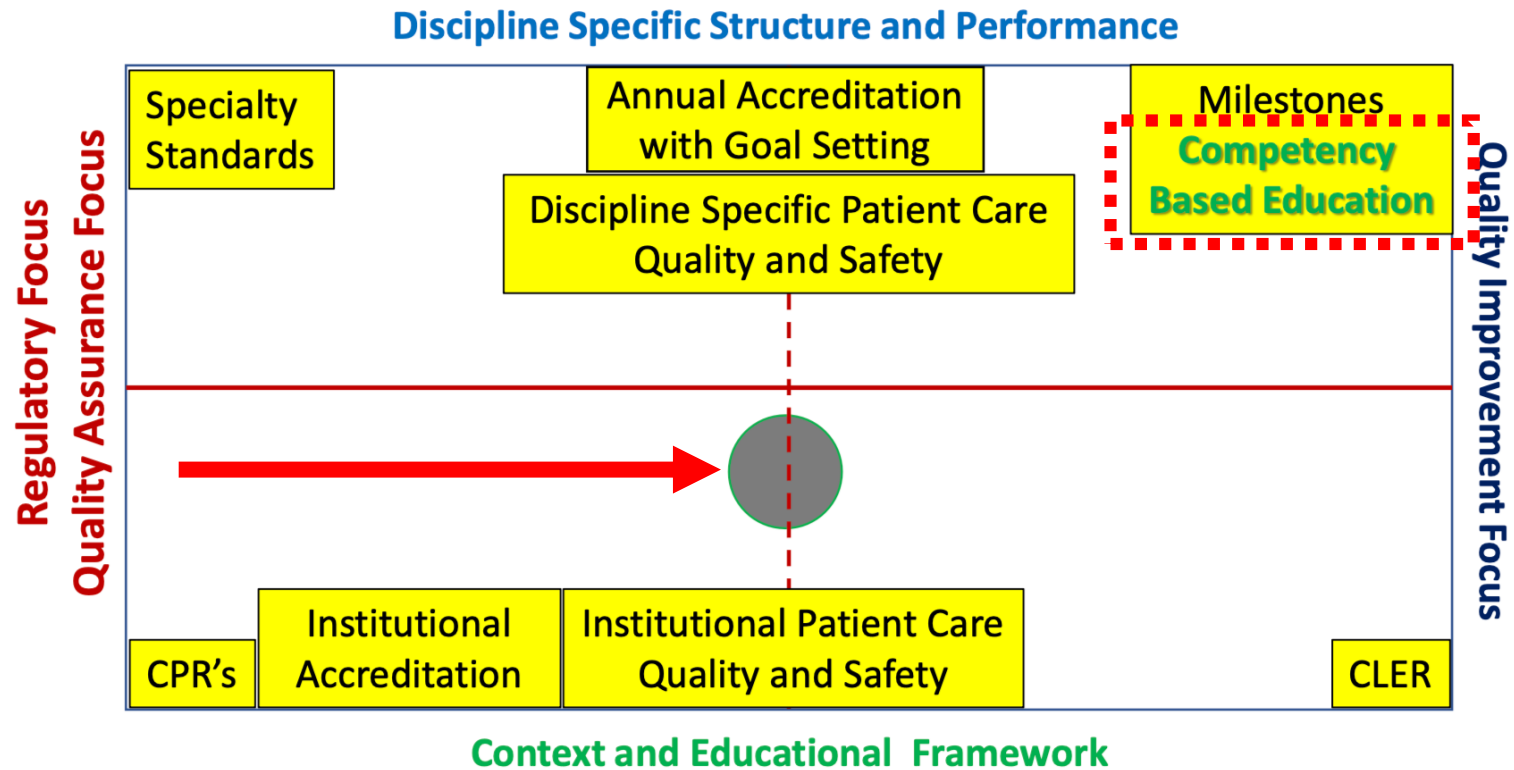 Discipline Specific Structure and Performance
Specialty
Standards
Annual Accreditation
with Goal Setting
Milestones
Competency
Based Education
Discipline Specific Patient Care
Quality and Safety
Regulatory Focus
Quality Assurance Focus
Quality Improvement Focus
CPR’s
Institutional
Accreditation
Institutional Patient Care
Quality and Safety
CLER
Context and Educational  Framework